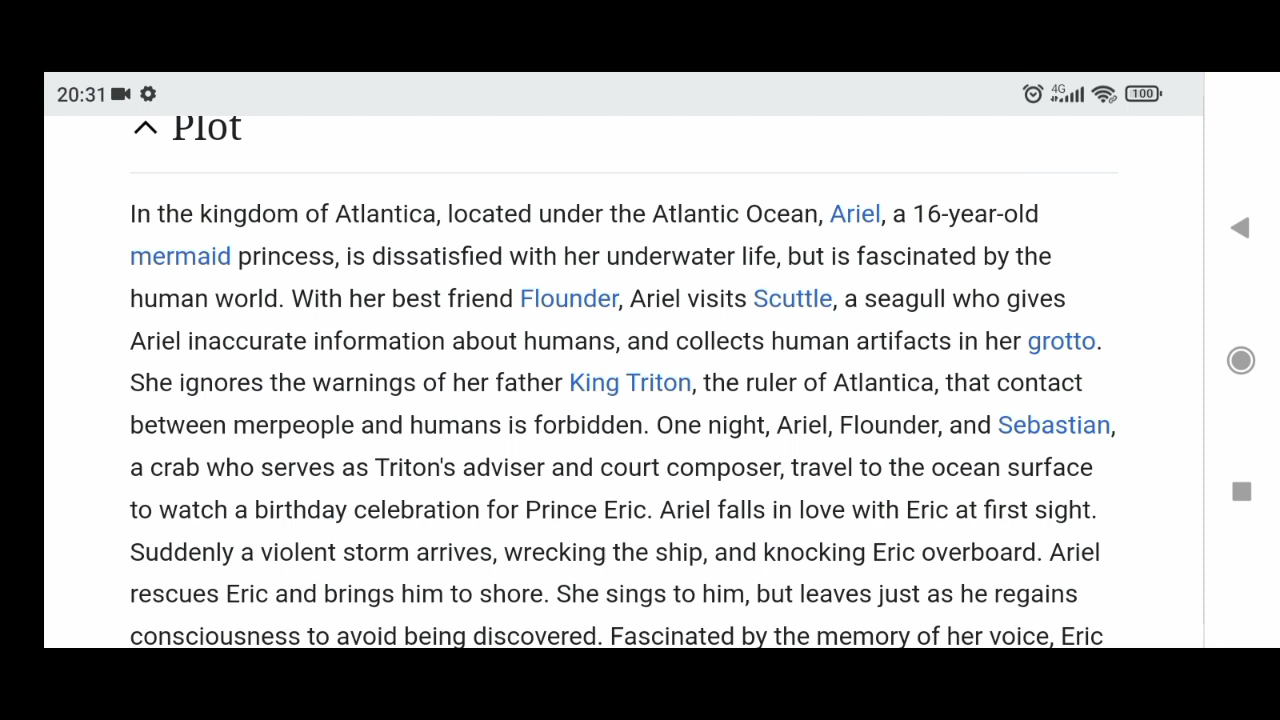 20:31 4G 100
Plot
In the kingdom of Atlantica, located under the Atlantic Ocean, Ariel, a 16-year-old
mermaid princess, is dissatisfied with her underwater life, but is fascinated by the
human world. With her best friend Flounder, Ariel visits Scuttle, a seagull who gives
Ariel inaccurate information about humans, and collects human artifacts in her grotto.
She ignores the warnings of her father King Triton, the ruler of Atlantica, that contact
between merpeople and humans is forbidden. One night, Ariel, Flounder, and Sebastian,
a crab who serves as Triton's adviser and court composer, travel to the ocean surface
to watch a birthday celebration for Prince Eric. Ariel falls in love with Eric at first sight.
Suddenly a violent storm arrives, wrecking the ship, and knocking Eric overboard. Ariel
rescues Eric and brings him to shore. She sings to him, but leaves just as he regains
consciousness to avoid being discovered. Fascinated by the memory of her voice, Eric